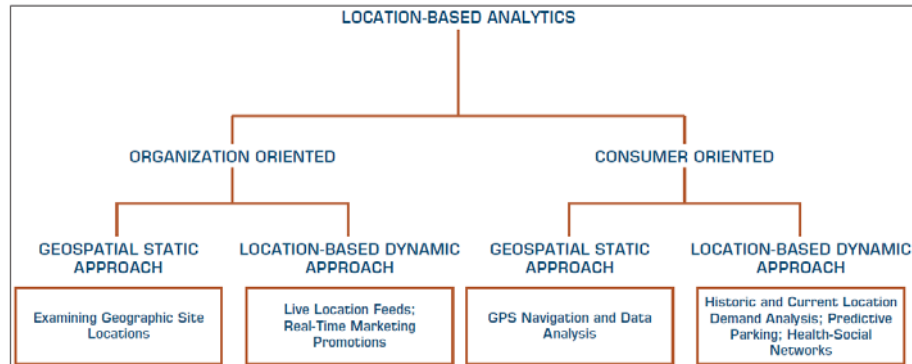 LOCATION-BASED ANALYTICS
ORGANIZATION ORIENTED
CONSUMER ORIENTED
GEOSPATIAL STATIC
APPROACH
LOCATION-BASED DYNAMIC
APPROACH
GEOSPATIAL STATIC
APPROACH
LOCATION-BASED DYNAMIC
APPROACH
Examining Geographic Site
Locations
Live Location Feeds;
Real-Time Marketing
Promotions
GPS Navigation and Data
Analysis
Historic and Current Location
Demand Analysis; Predictive
Parking; Health-Social
Networks